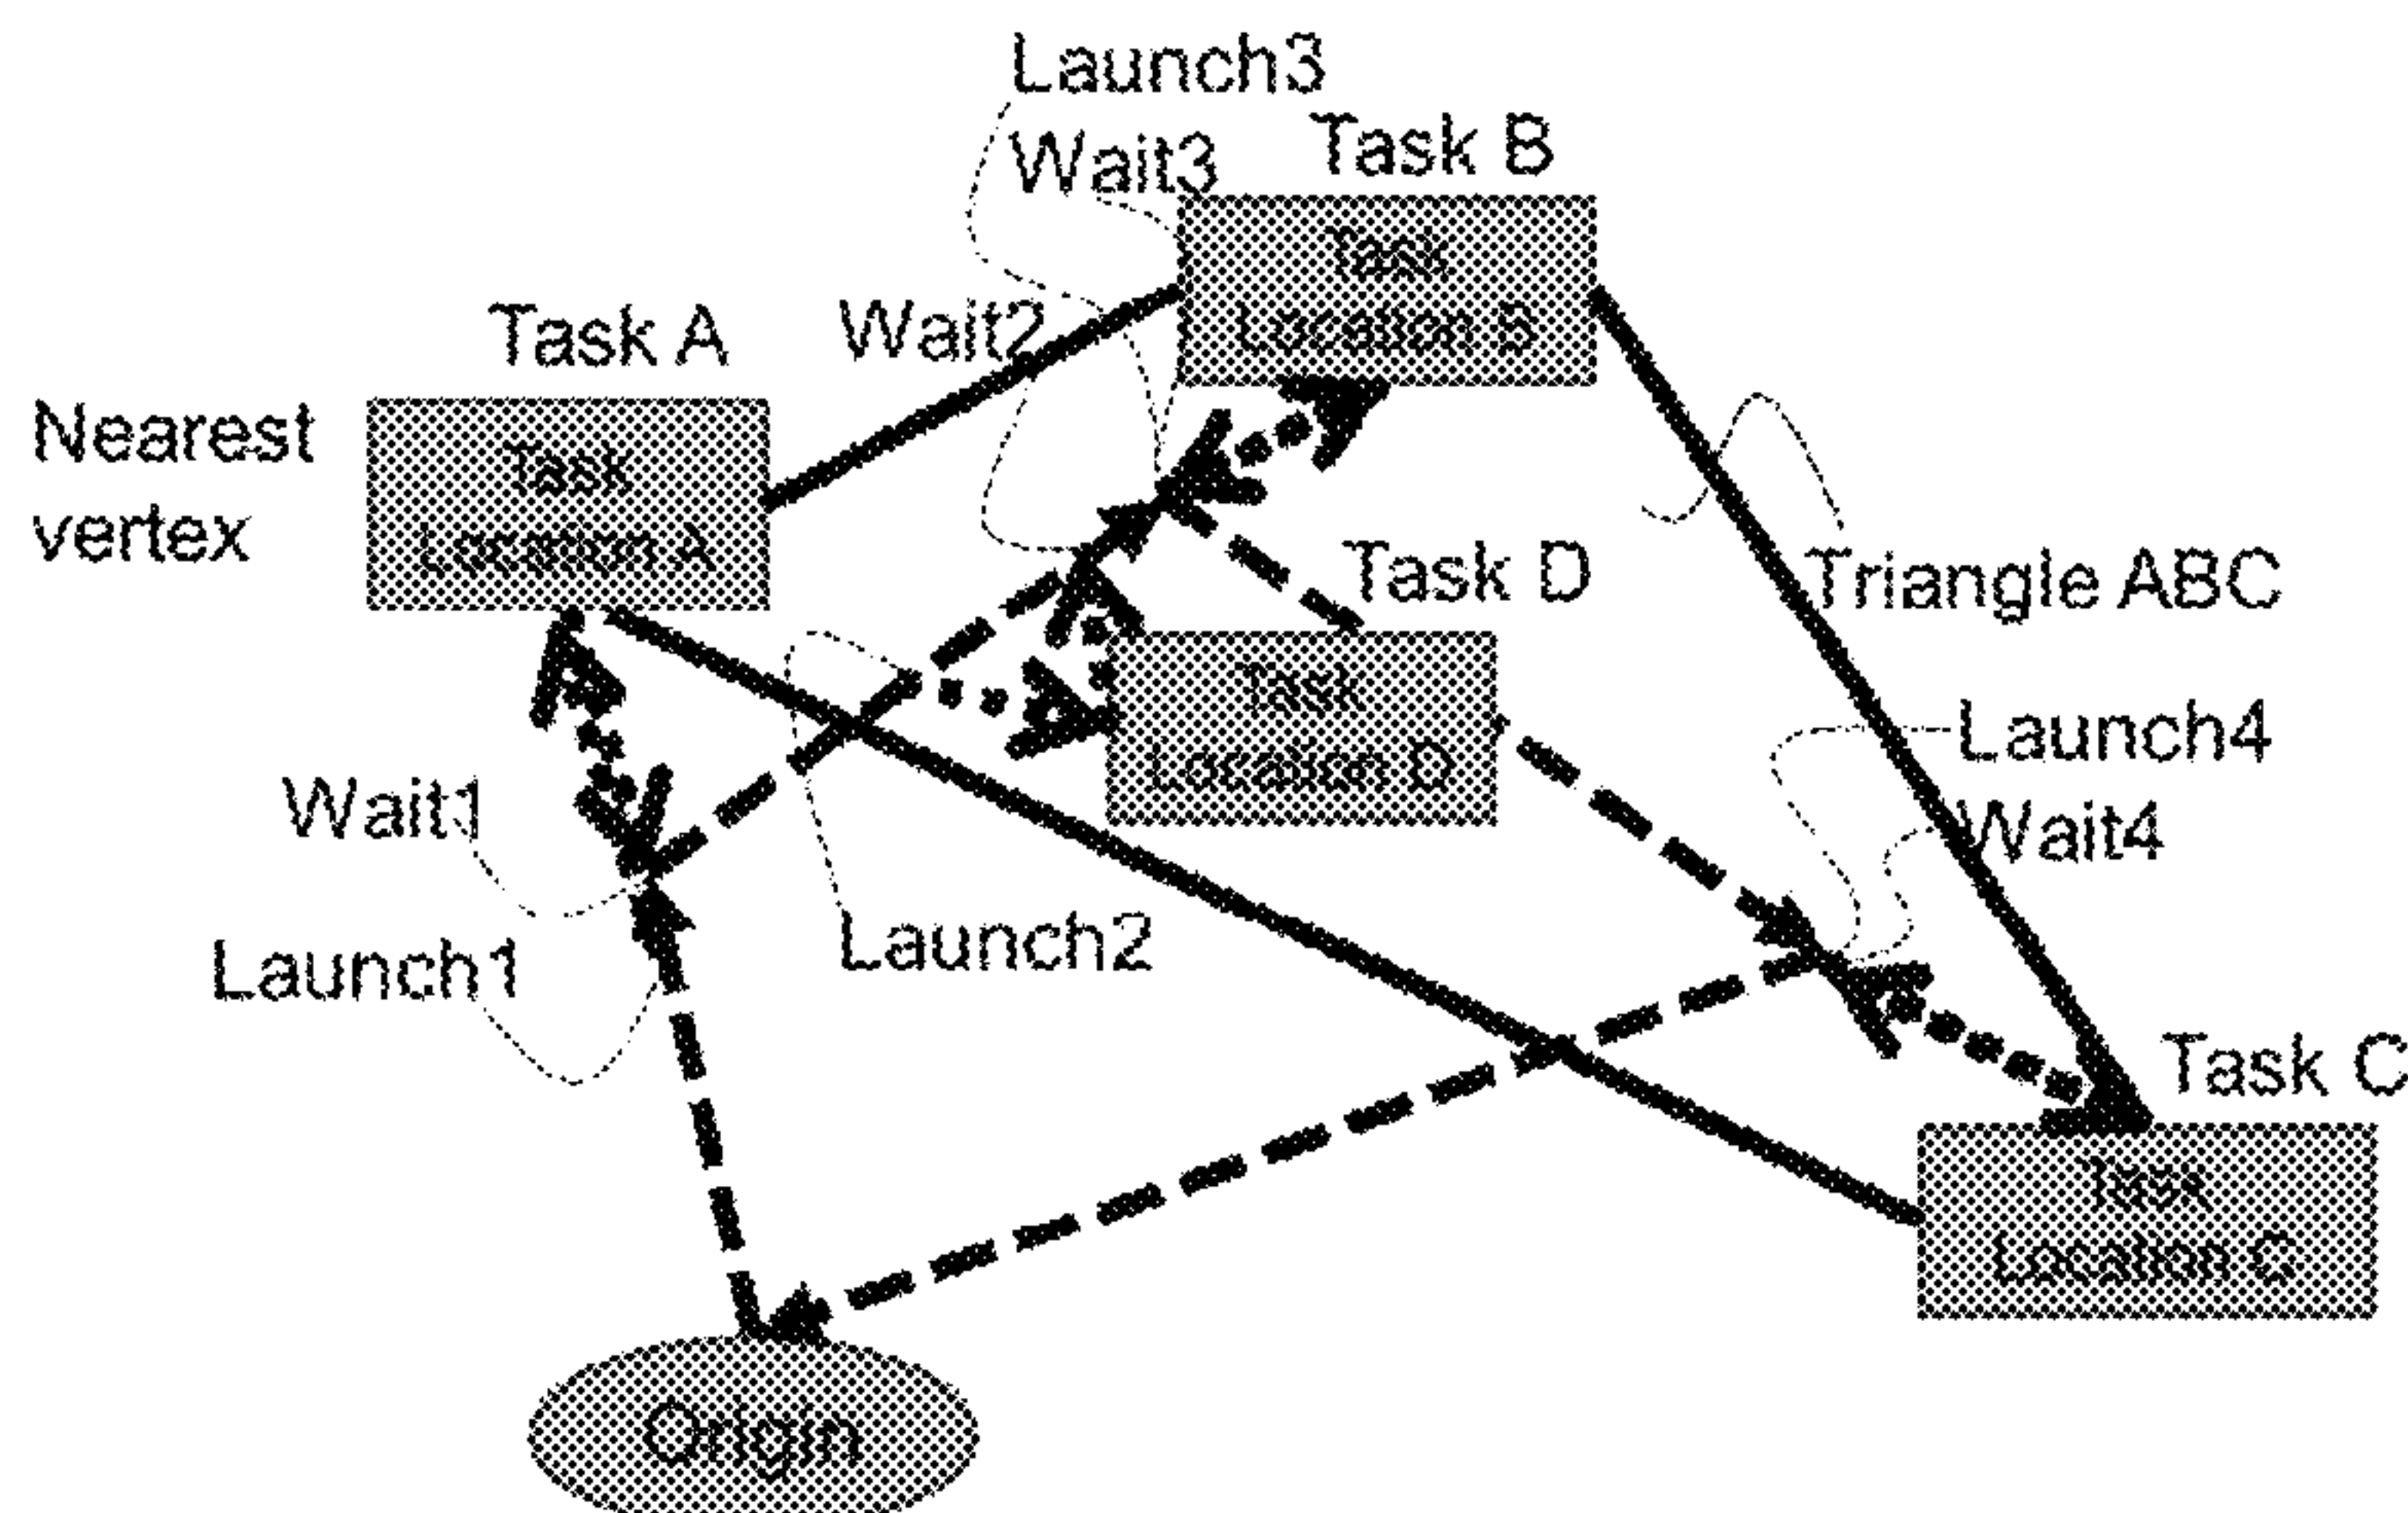 Launch3
Wait3
Task B
Task
Location B
Wait2
Task A
Nearest
vertex
Task
Location A
Task D
Triangle ABC
Task
Location D
Launch4
Wait4
Wait1
Launch2
Launch1
Task C
Task
Location C
Origin